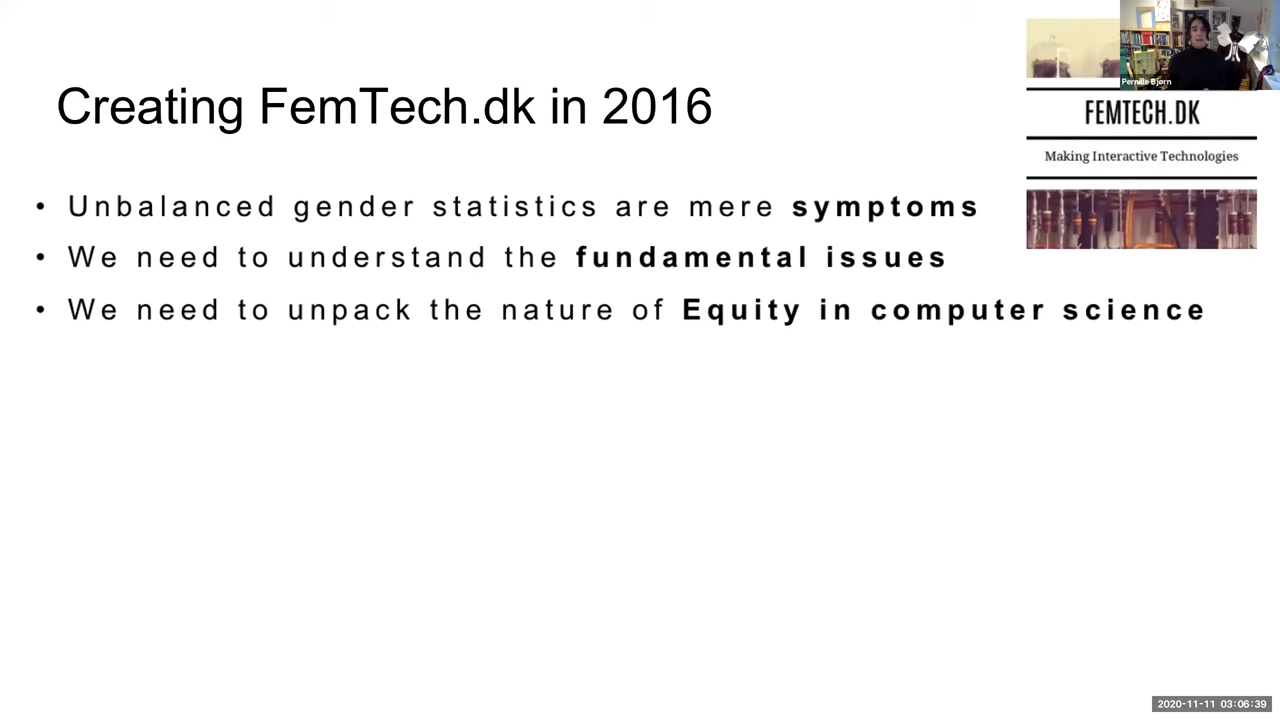 Creating FemTech.dk in 2016
Pernille Bjørn
FEMTECH.DK
Making Interactive Technologies
• Unbalanced gender statistics are mere symptoms
• We need to understand the fundamental issues
• We need to unpack the nature of Equity in computer science
2020-11-11 03:06:39